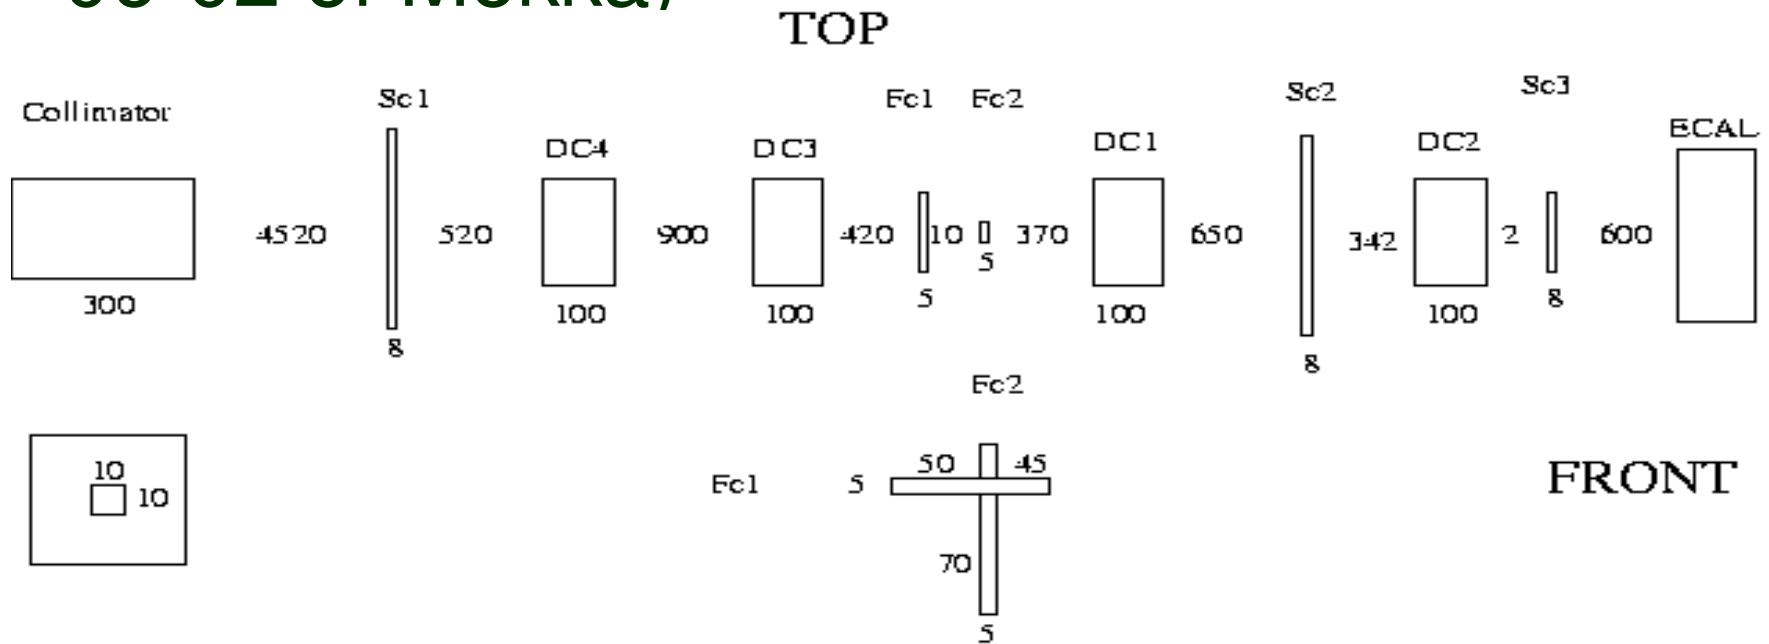 TOP
Collimator Sc1 DC4 DC3 Fc1 Fc2 DC1 Sc2 DC2 Sc3 ECAL
4520 520 900 420 10 370 650 342 2 600
300 8 100 100 5 5 100 8 100 8
Fc2
10 10
Fc1 5 50 45
70
5
FRONT